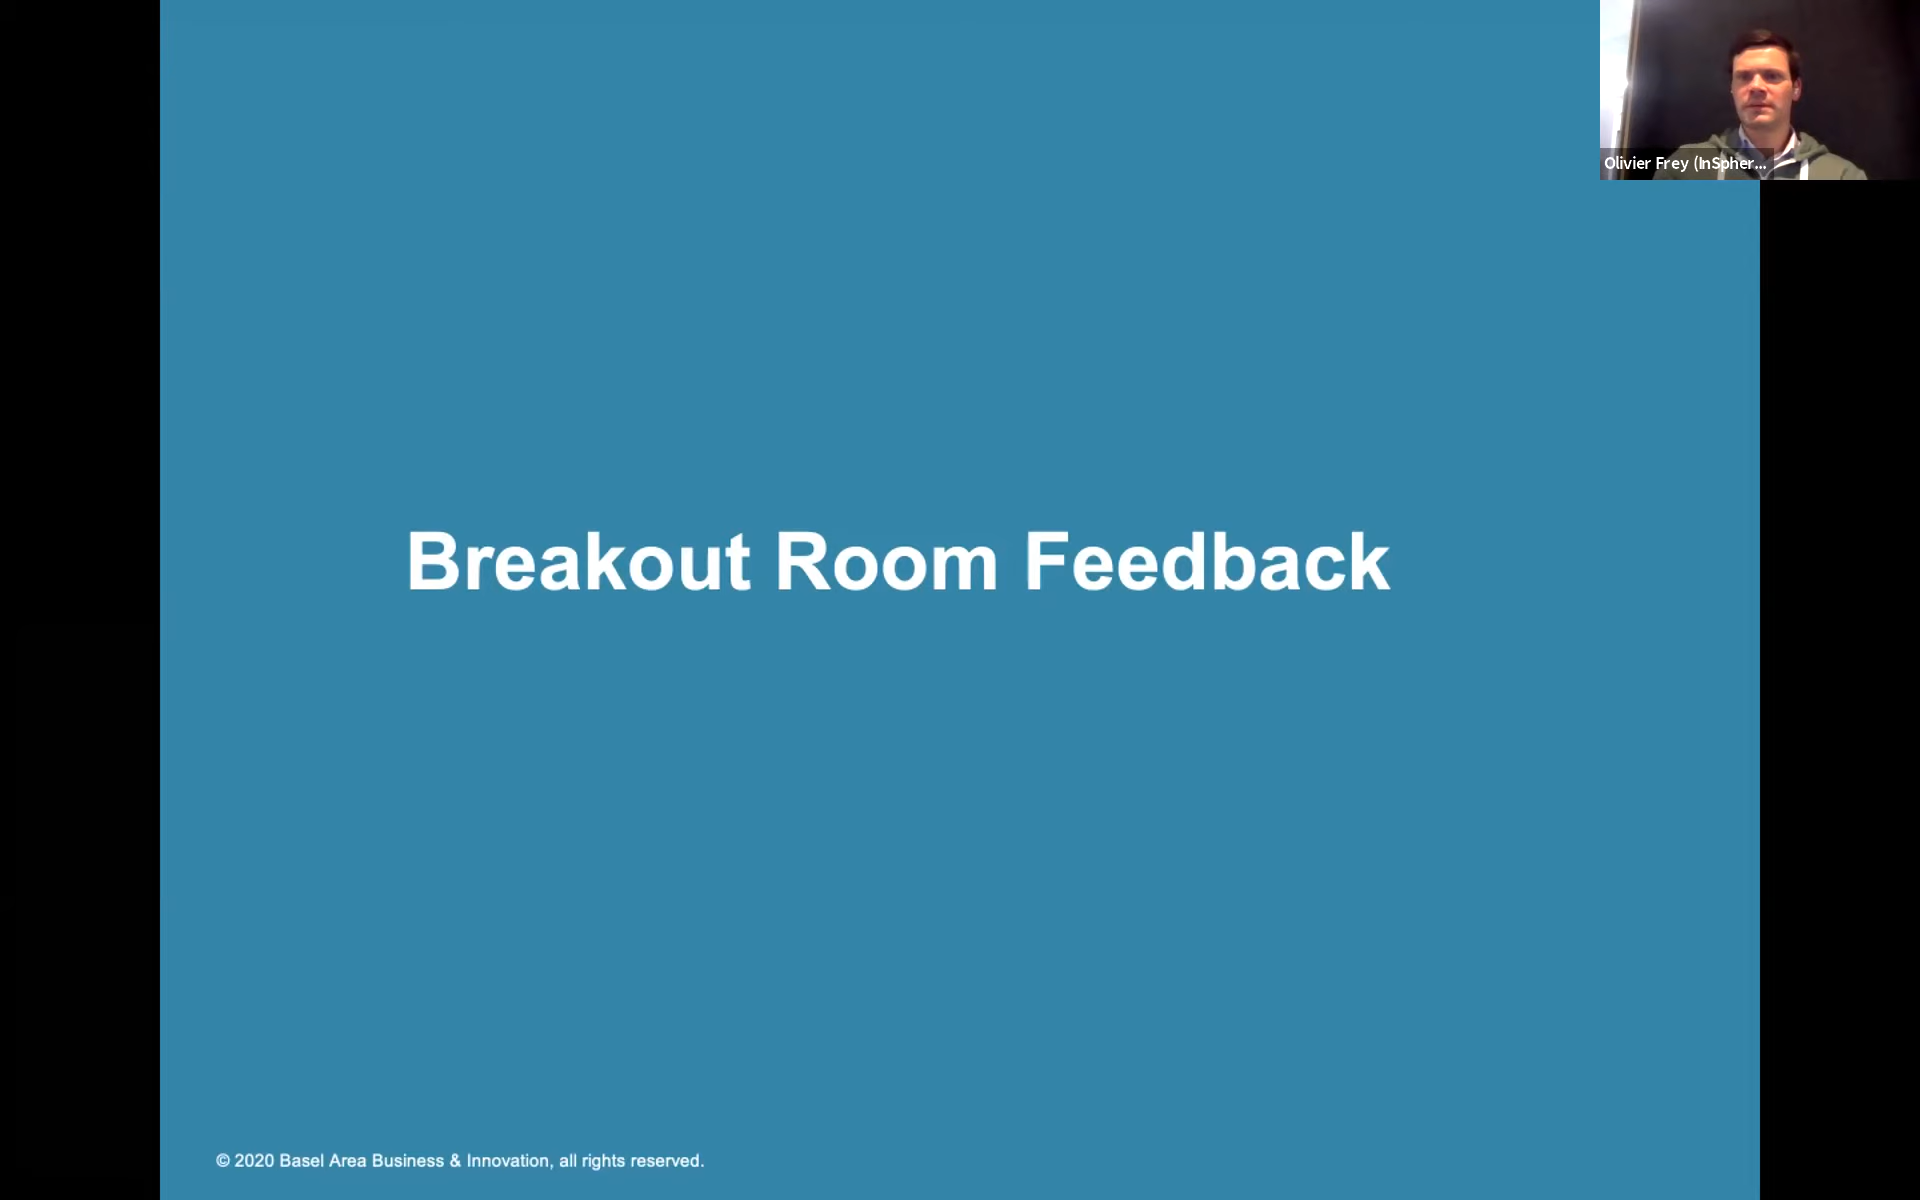 Olivier Frey (InSpher...
Breakout Room Feedback
© 2020 Basel Area Business & Innovation, all rights reserved.